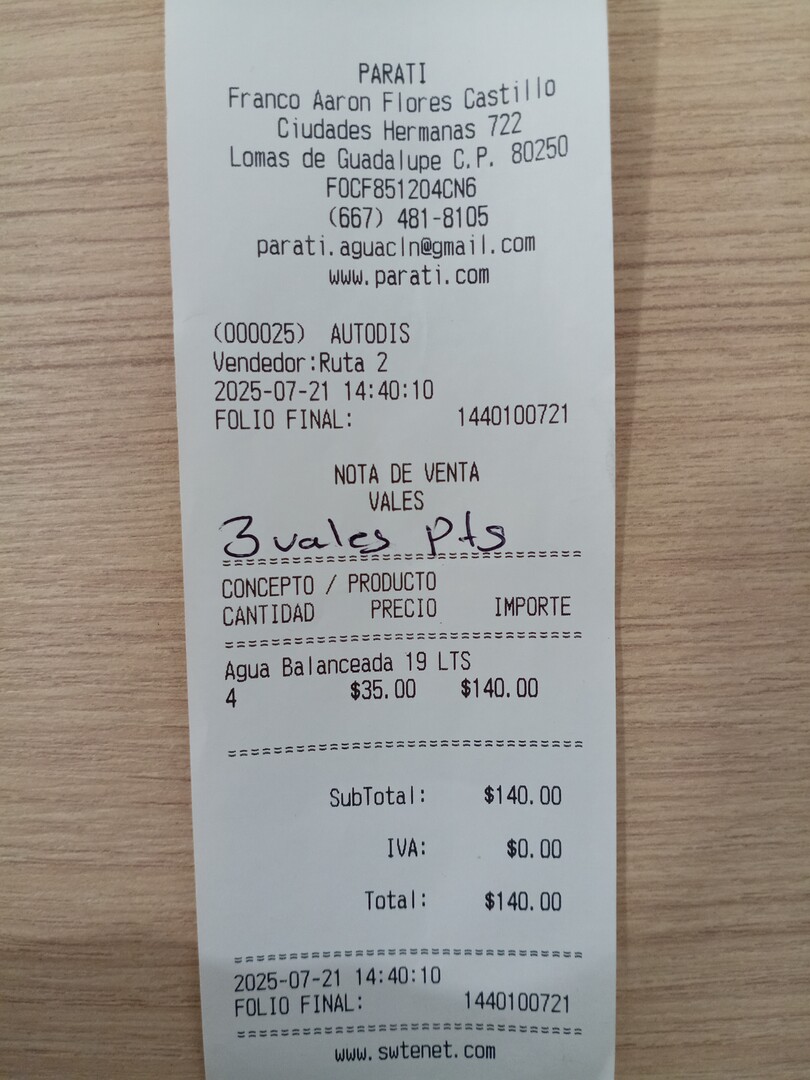 PARATI
Franco Aaron Flores Castillo
Ciudades Hermanas 722
Lomas de Guadalupe C.P. 80250
FOCF851204CN6
(667) 481-8105
parati.aguacln@gmail.com
www.parati.com
(000025) AUTODIS
Vendedor:Ruta 2
2025-07-21 14:40:10
FOLIO FINAL: 1440100721
NOTA DE VENTA
VALES
3 vales pts
CONCEPTO / PRODUCTO
CANTIDAD PRECIO IMPORTE
Agua Balanceada 19 LTS
4 $35.00 $140.00
SubTotal: $140.00
IVA: $0.00
Total: $140.00
2025-07-21 14:40:10
FOLIO FINAL: 1440100721
www.swtenet.com